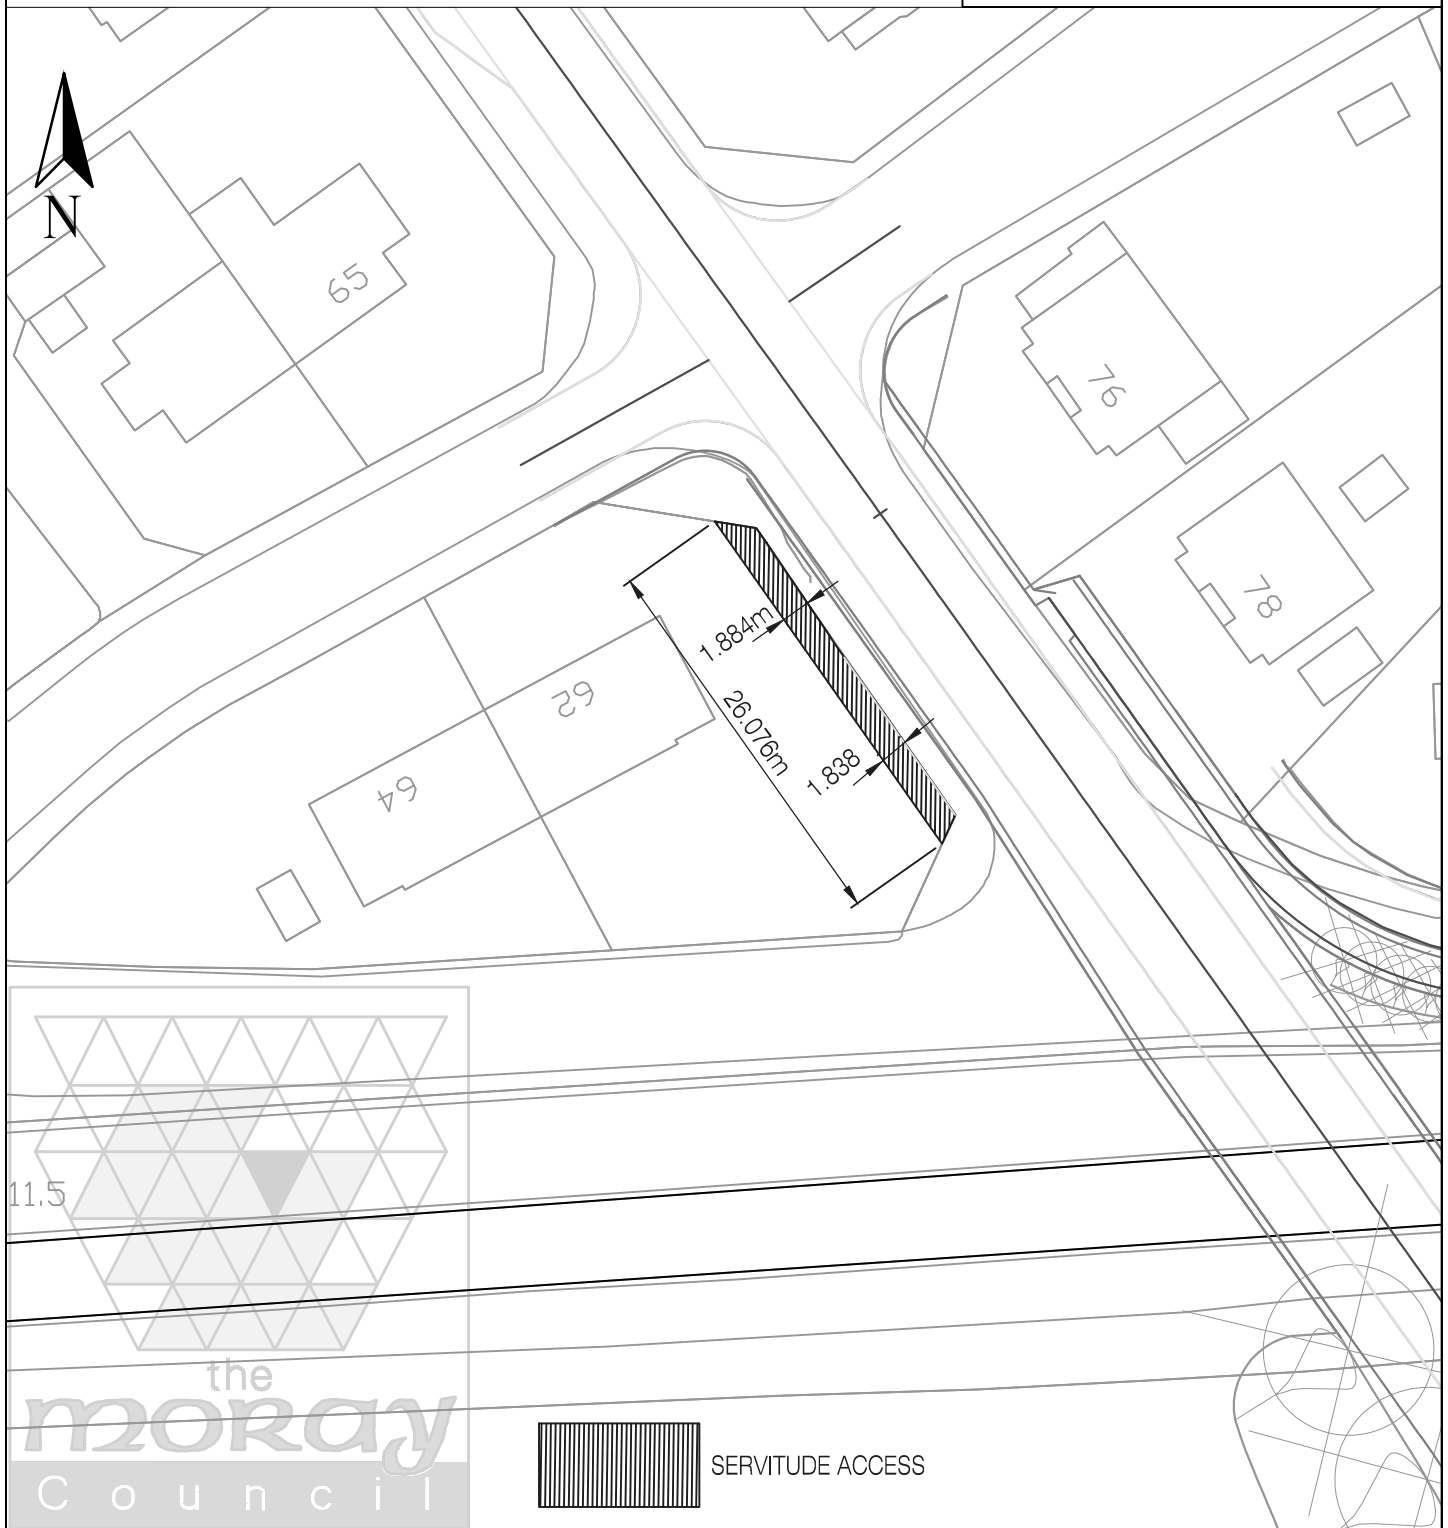 N
65
76
78
1.884m
62
26.076m
1.838
64
11.5
the
moray
Council
SERVITUDE ACCESS